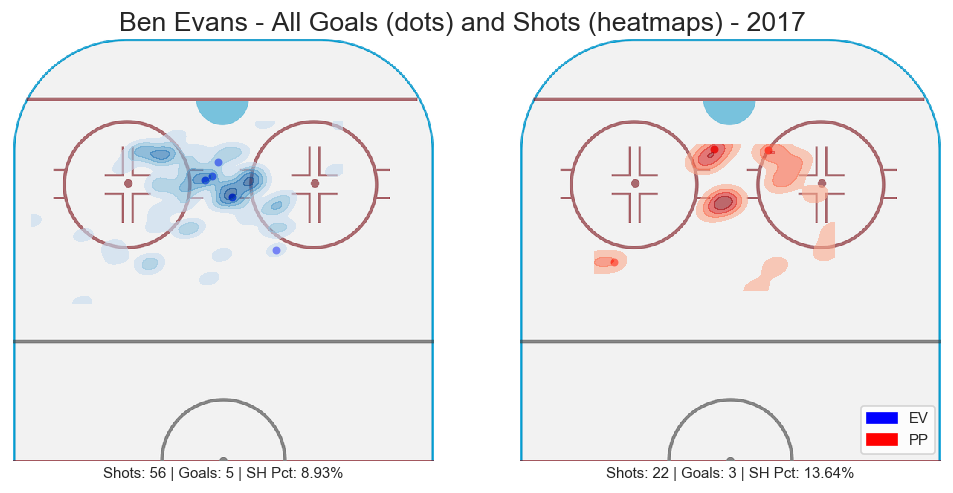 Ben Evans - All Goals (dots) and Shots (heatmaps) - 2017
EV
PP
Shots: 56 | Goals: 5 | SH Pct: 8.93%
Shots: 22 | Goals: 3 | SH Pct: 13.64%